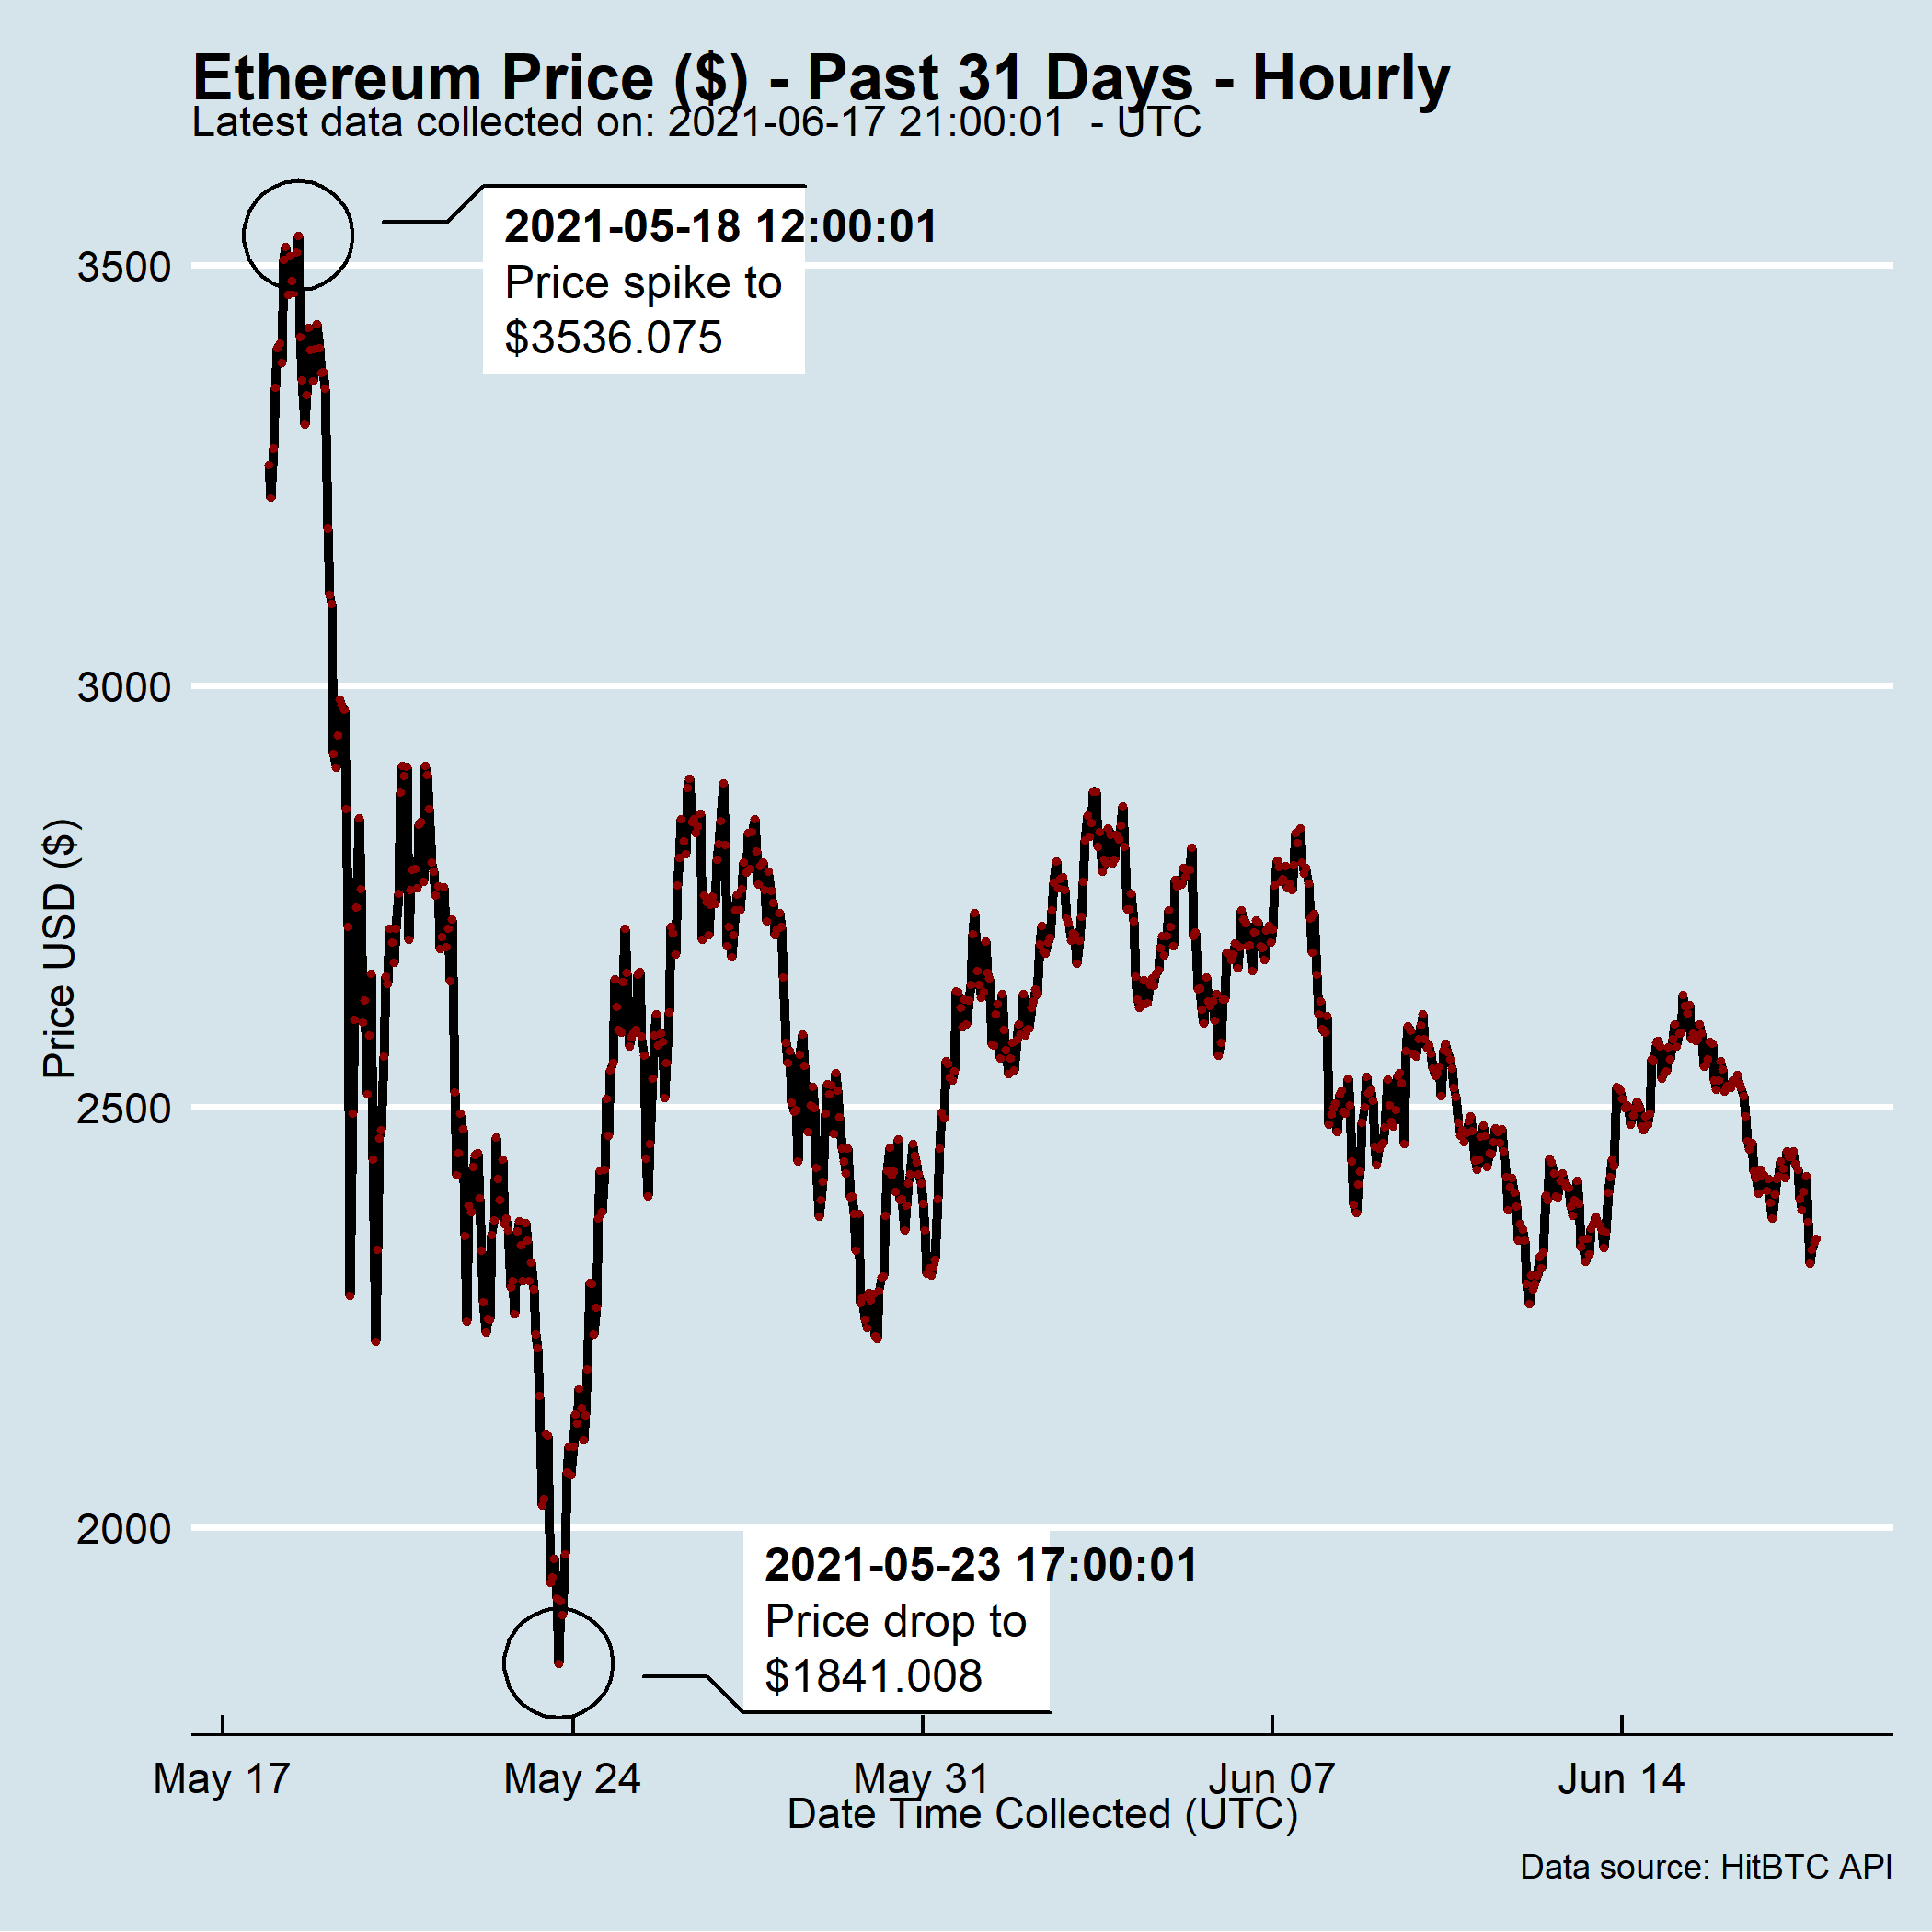 Ethereum Price ($) - Past 31 Days - Hourly
Latest data collected on: 2021-06-17 21:00:01  - UTC
2021-05-18 12:00:01
Price spike to
$3536.075
3500
3000
Price USD ($)
2500
2000
2021-05-23 17:00:01
Price drop to
$1841.008
May 17 May 24 May 31 Jun 07 Jun 14
Date Time Collected (UTC)
Data source: HitBTC API